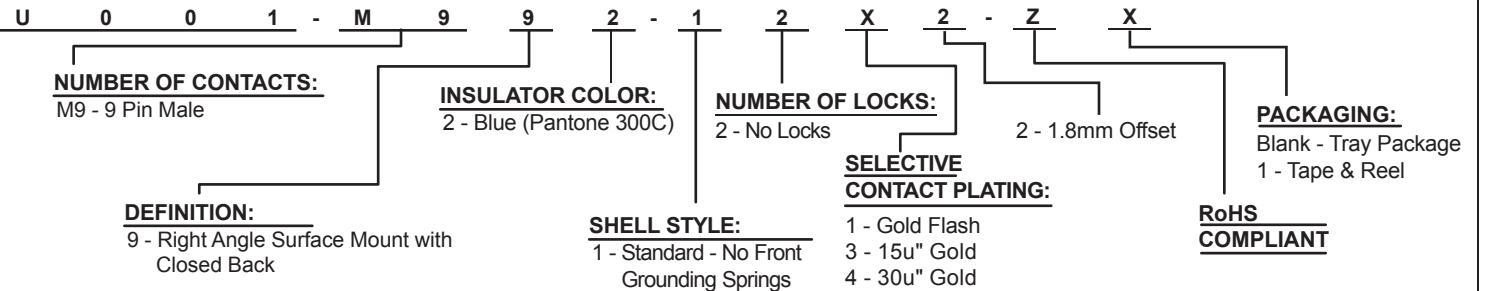 U 0 0 1 - M 9 9 2 - 1 2 X 2 - Z X
NUMBER OF CONTACTS:
M9 - 9 Pin Male
DEFINITION:
9 - Right Angle Surface Mount with
Closed Back
INSULATOR COLOR:
2 - Blue (Pantone 300C)
SHELL STYLE:
1 - Standard - No Front
Grounding Springs
NUMBER OF LOCKS:
2 - No Locks
SELECTIVE
CONTACT PLATING:
1 - Gold Flash
3 - 15u" Gold
4 - 30u" Gold
2 - 1.8mm Offset
RoHS
COMPLIANT
PACKAGING:
Blank - Tray Package
1 - Tape & Reel